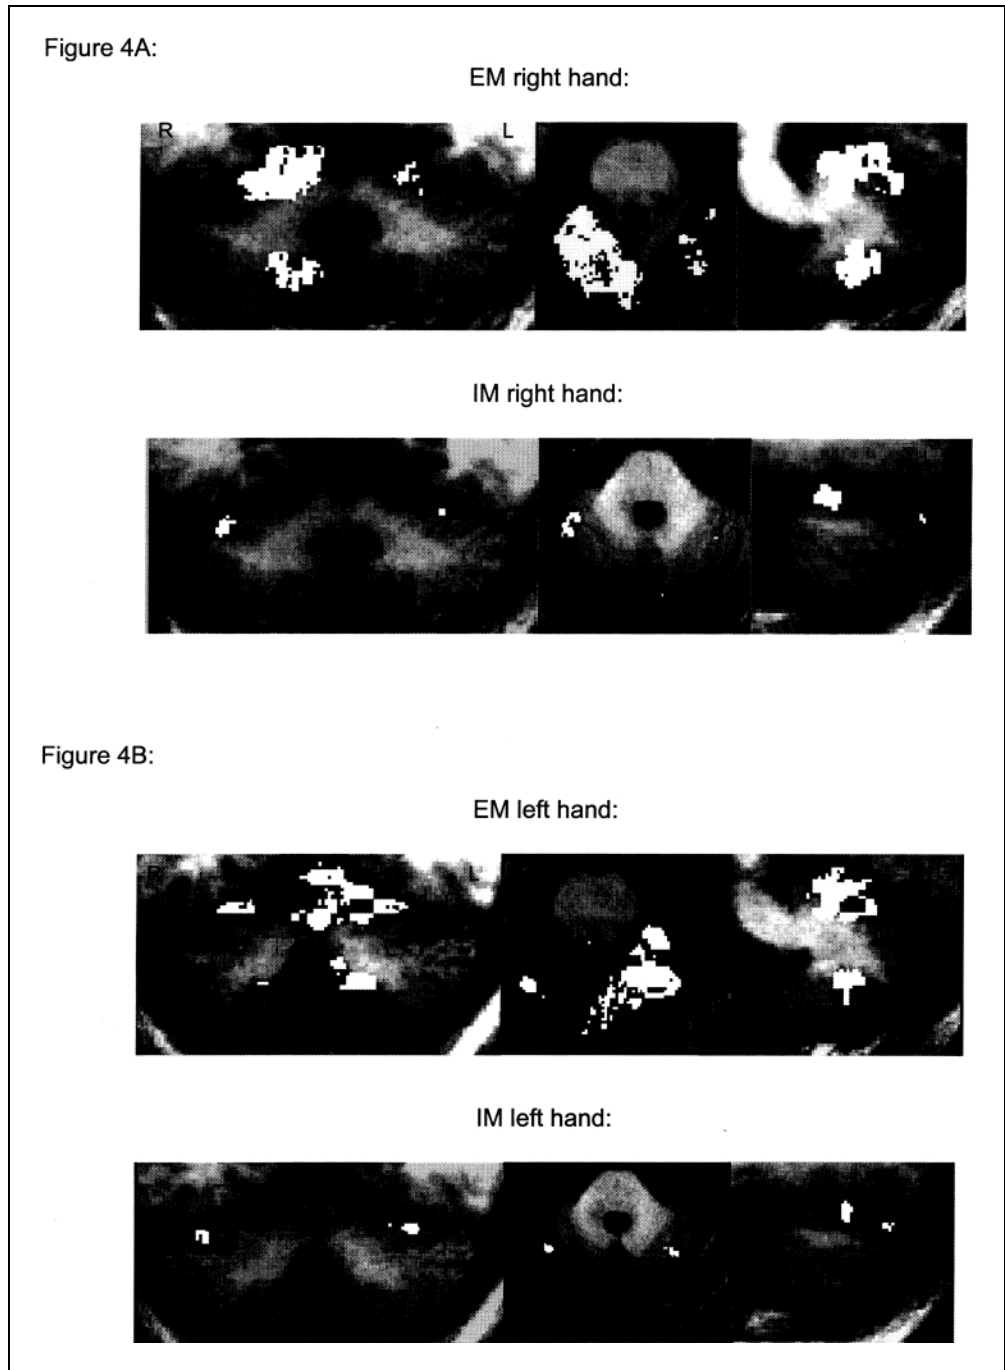 Figure 4A:
EM right hand:
R L
IM right hand:
Figure 4B:
EM left hand:
R L
IM left hand: